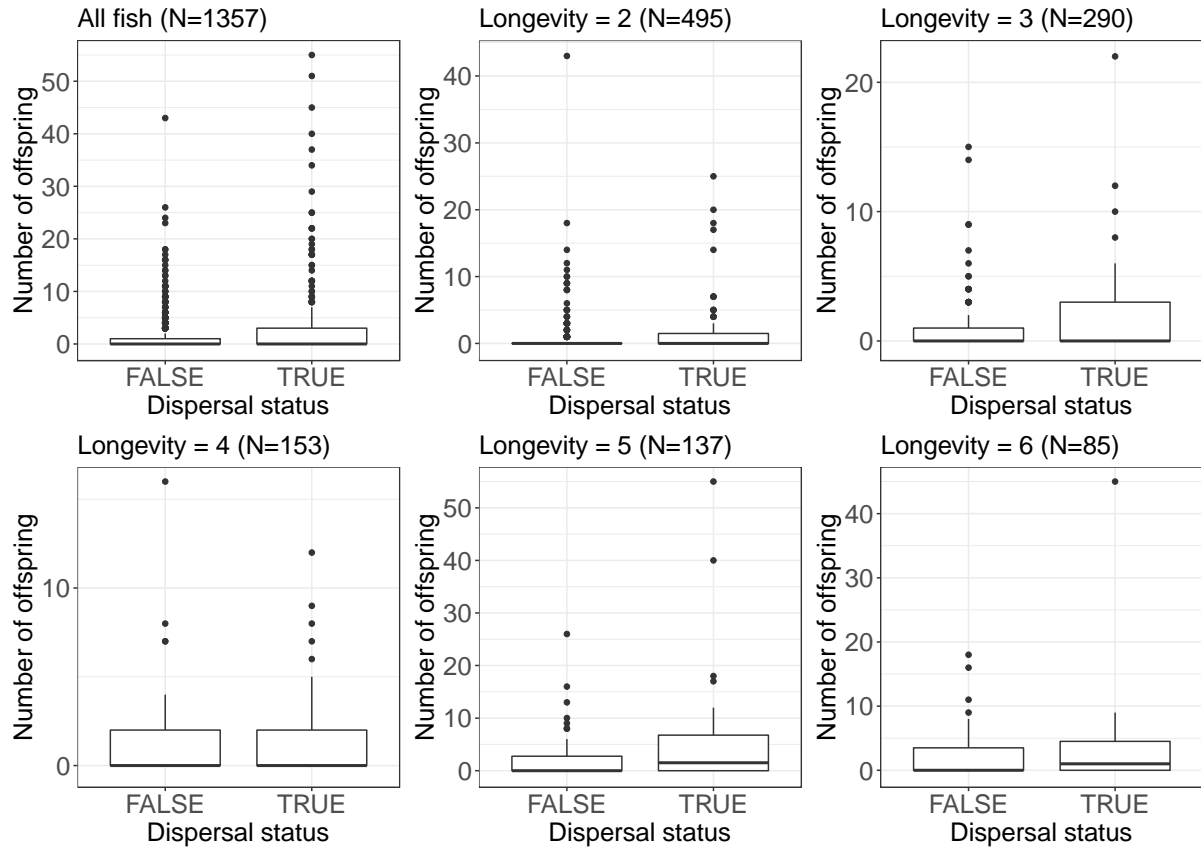 All fish (N=1357)
Number of offspring
50
40
30
20
10
0
FALSE TRUE
Dispersal status
Longevity = 2 (N=495)
Number of offspring
40
30
20
10
0
FALSE TRUE
Dispersal status
Longevity = 3 (N=290)
Number of offspring
20
10
0
FALSE TRUE
Dispersal status
Longevity = 4 (N=153)
Number of offspring
10
0
FALSE TRUE
Dispersal status
Longevity = 5 (N=137)
Number of offspring
50
40
30
20
10
0
FALSE TRUE
Dispersal status
Longevity = 6 (N=85)
Number of offspring
40
30
20
10
0
FALSE TRUE
Dispersal status